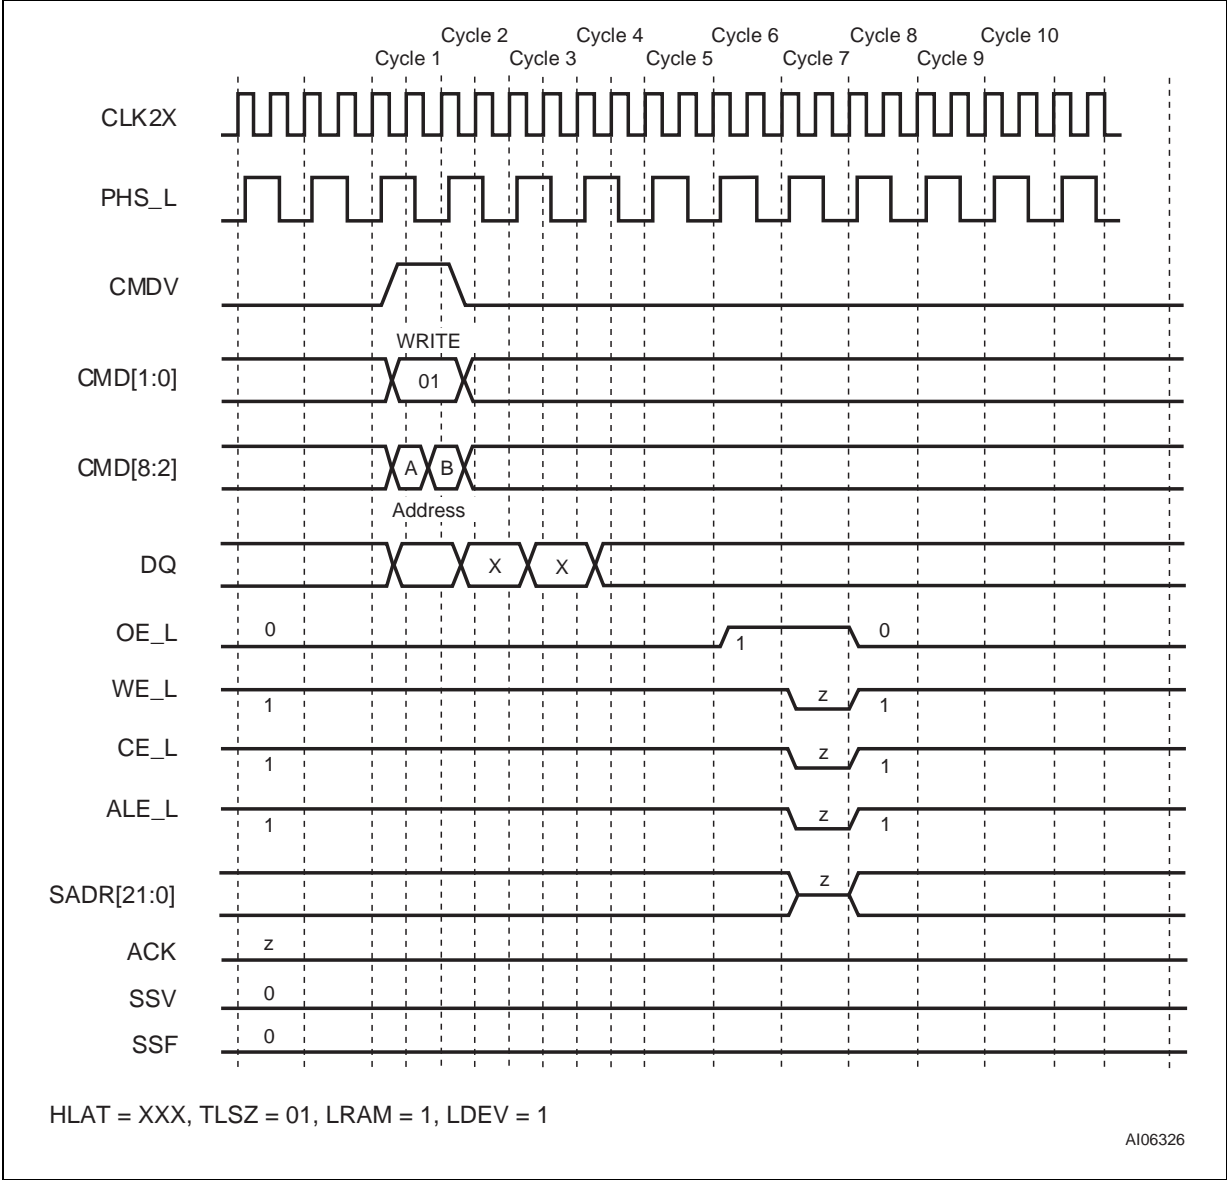 Cycle 2 Cycle 4 Cycle 6 Cycle 8 Cycle 10
Cycle 1 Cycle 3 Cycle 5 Cycle 7 Cycle 9
CLK2X
PHS_L
CMDV
WRITE
CMD[1:0] 01
CMD[8:2] A B
Address
DQ X X
OE_L 0 1 0
WE_L 1 z 1
CE_L 1 z 1
ALE_L 1 z 1
SADR[21:0] z
ACK z
SSV 0
SSF 0
HLAT = XXX, TLSZ = 01, LRAM = 1, LDEV = 1
AI06326